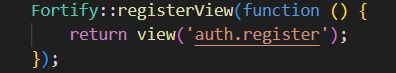 Fortify::registerView(function () {
    return view('auth.register');
});